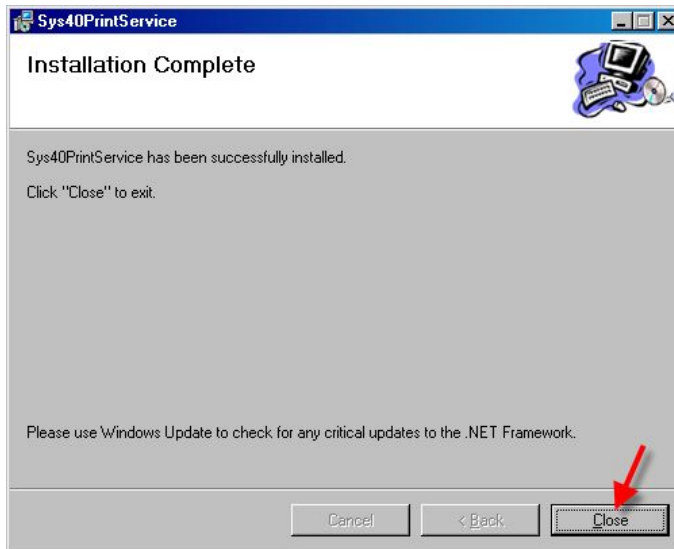 Sys40PrintService
Installation Complete
Sys40PrintService has been successfully installed.
Click "Close" to exit.
Please use Windows Update to check for any critical updates to the .NET Framework.
Cancel
< Back
Close